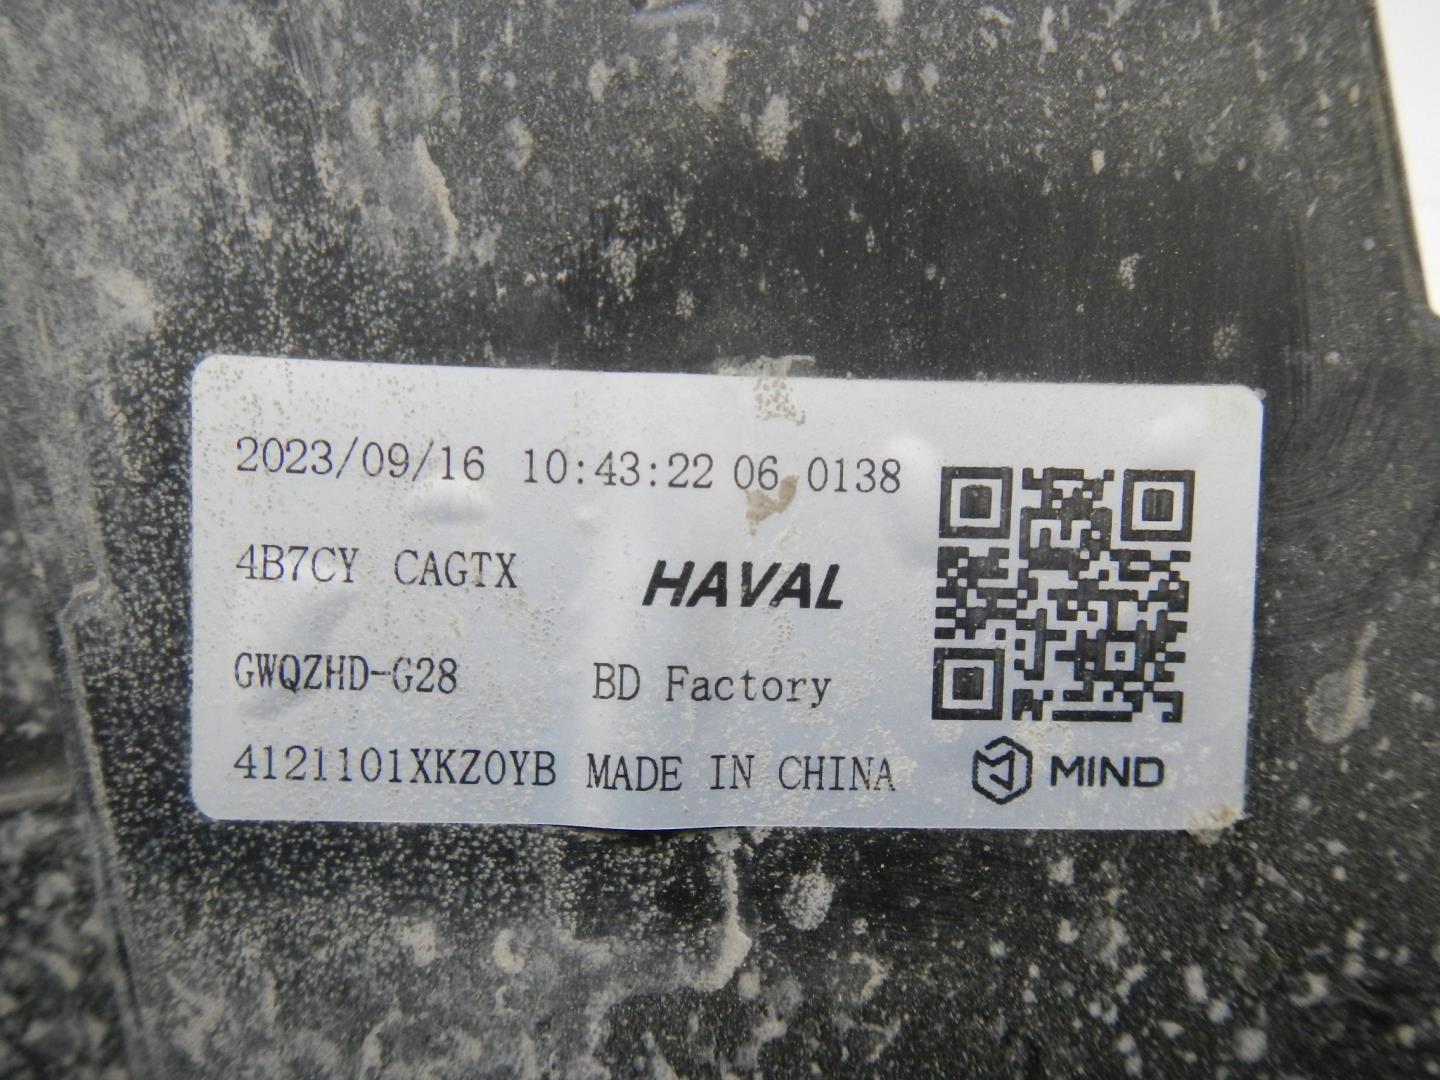 2023/09/16 10:43:22 06 0138
4B7CY CAGTX HAVAL
GWQZHD-G28 BD Factory
4121101XKZ0YB MADE IN CHINA
MIND